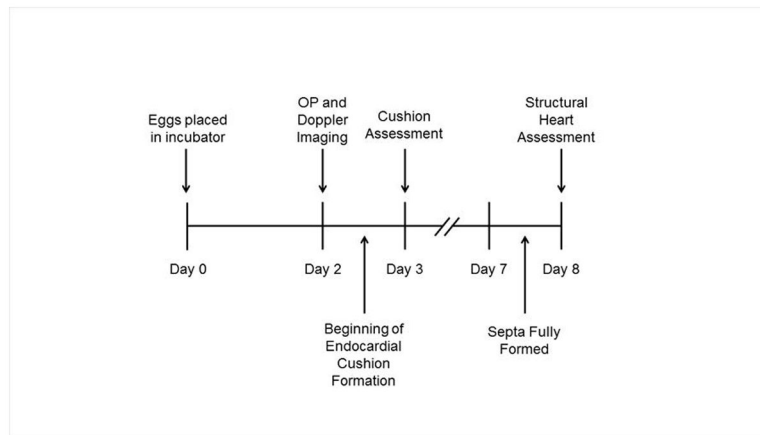 Eggs placed
in incubator
OP and
Doppler
Imaging
Cushion
Assessment
Structural
Heart
Assessment
Day 0
Day 2
Day 3
Day 7
Day 8
Beginning of
Endocardial
Cushion
Formation
Septa Fully
Formed